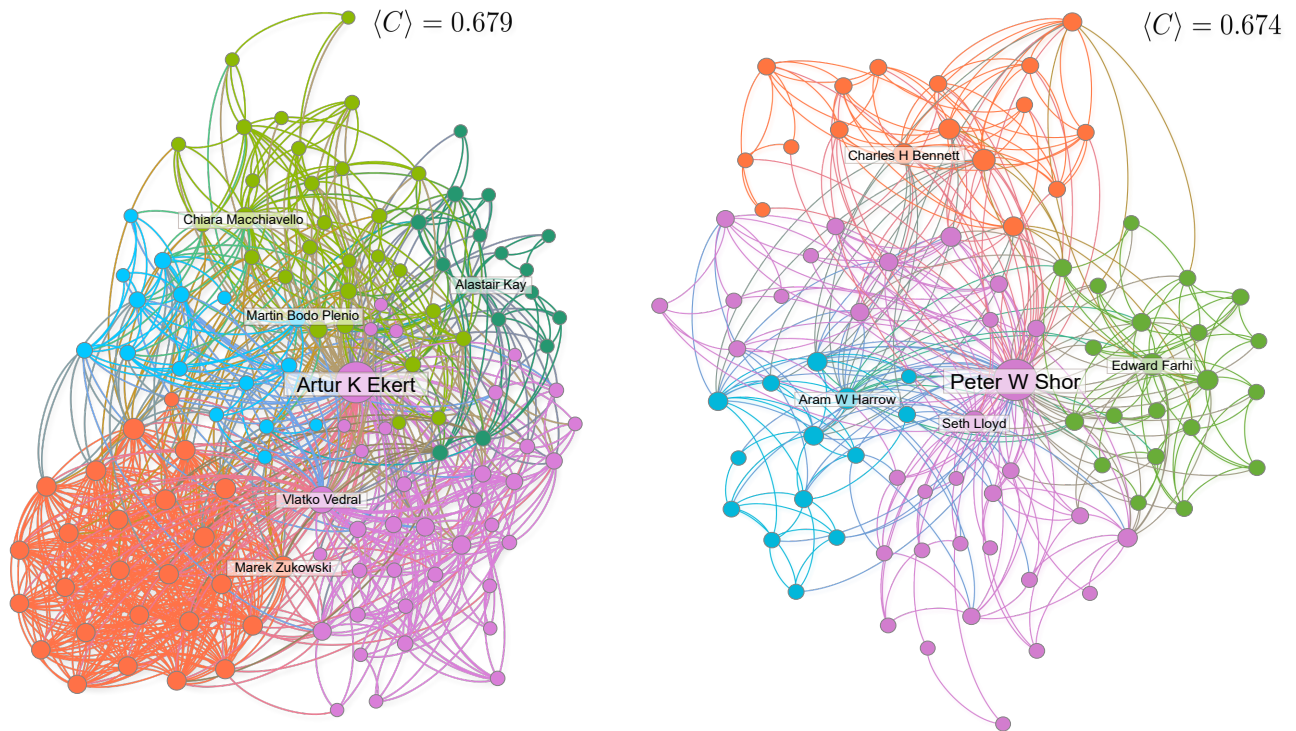 ⟨C⟩ = 0.679
Chiara Macchiavello
Alastair Kay
Martin Bodo Plenio
Artur K Ekert
Vlatko Vedral
Marek Zukowski
⟨C⟩ = 0.674
Charles H Bennett
Edward Farhi
Peter W Shor
Aram W Harrow
Seth Lloyd